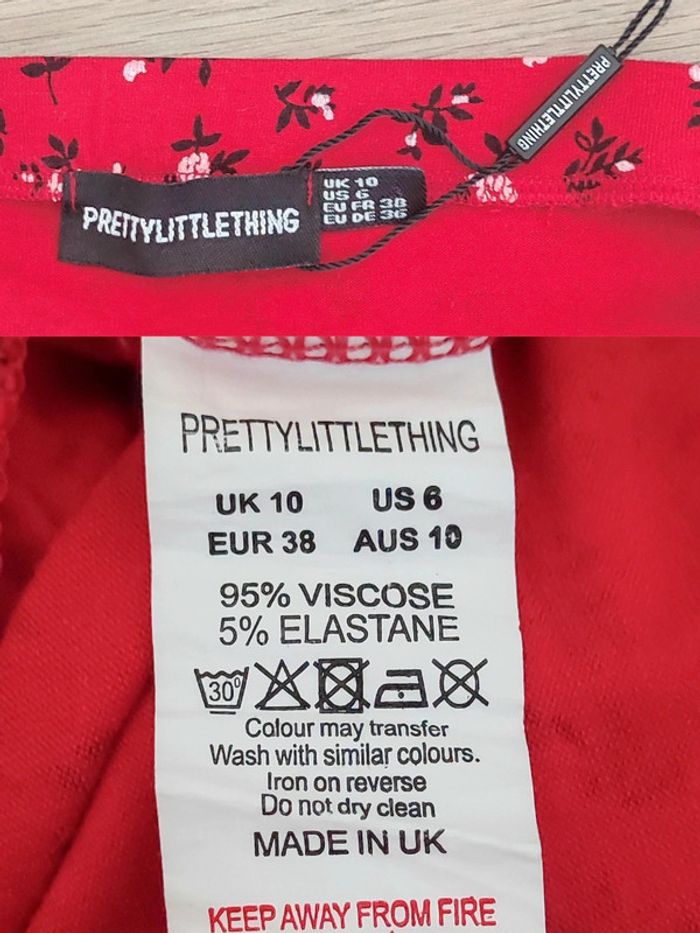 PRETTYLITTLETHING
PRETTYLITTLETHING
UK 10
US 6
EU FR 38
EU DE 36
PRETTYLITTLETHING
UK 10 US 6
EUR 38 AUS 10
95% VISCOSE
5% ELASTANE
30°
Colour may transfer
Wash with similar colours.
Iron on reverse
Do not dry clean
MADE IN UK
KEEP AWAY FROM FIRE